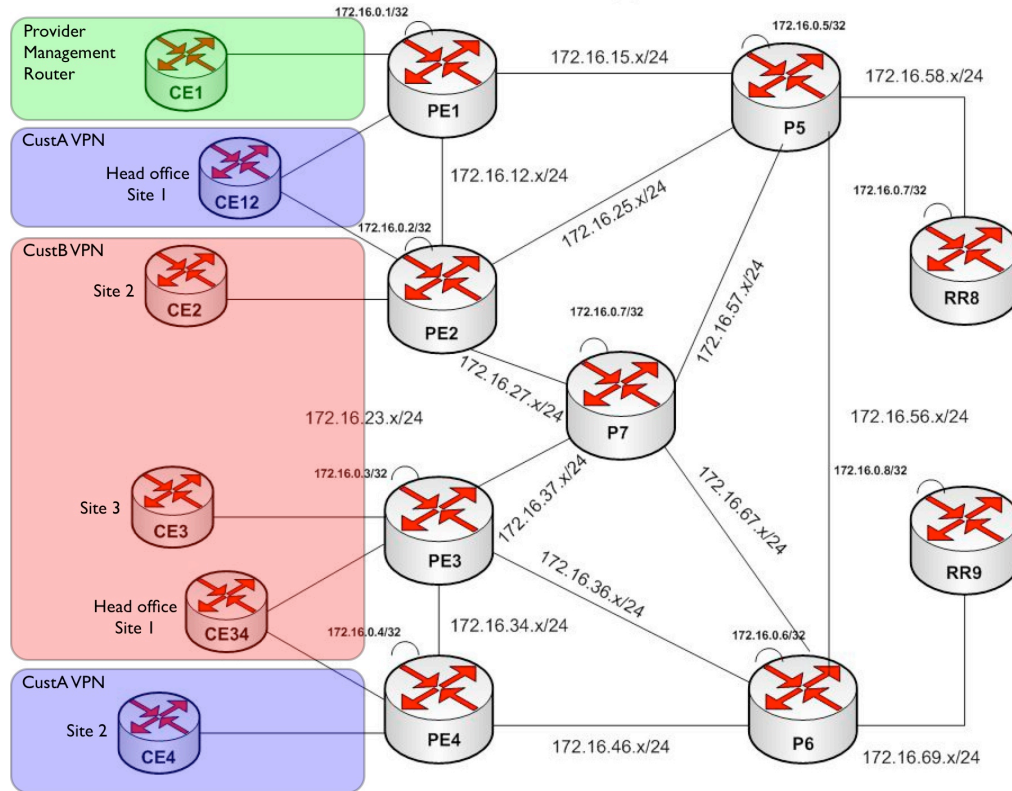 Provider
Management
Router
CE1
172.16.0.1/32
PE1
172.16.15.x/24
172.16.0.5/32
P5
172.16.58.x/24
CustA VPN
Head office
Site 1
CE12
172.16.12.x/24
172.16.0.2/32
PE2
172.16.25.x/24
172.16.0.7/32
RR8
CustB VPN
Site 2
CE2
172.16.57.x/24
172.16.0.7/32
P7
172.16.27.x/24
172.16.23.x/24
172.16.56.x/24
Site 3
CE3
172.16.0.3/32
PE3
172.16.37.x/24
172.16.67.x/24
172.16.0.8/32
RR9
Head office
Site 1
CE34
172.16.36.x/24
172.16.34.x/24
172.16.0.4/32
PE4
172.16.0.6/32
P6
CustA VPN
Site 2
CE4
172.16.46.x/24
172.16.69.x/24